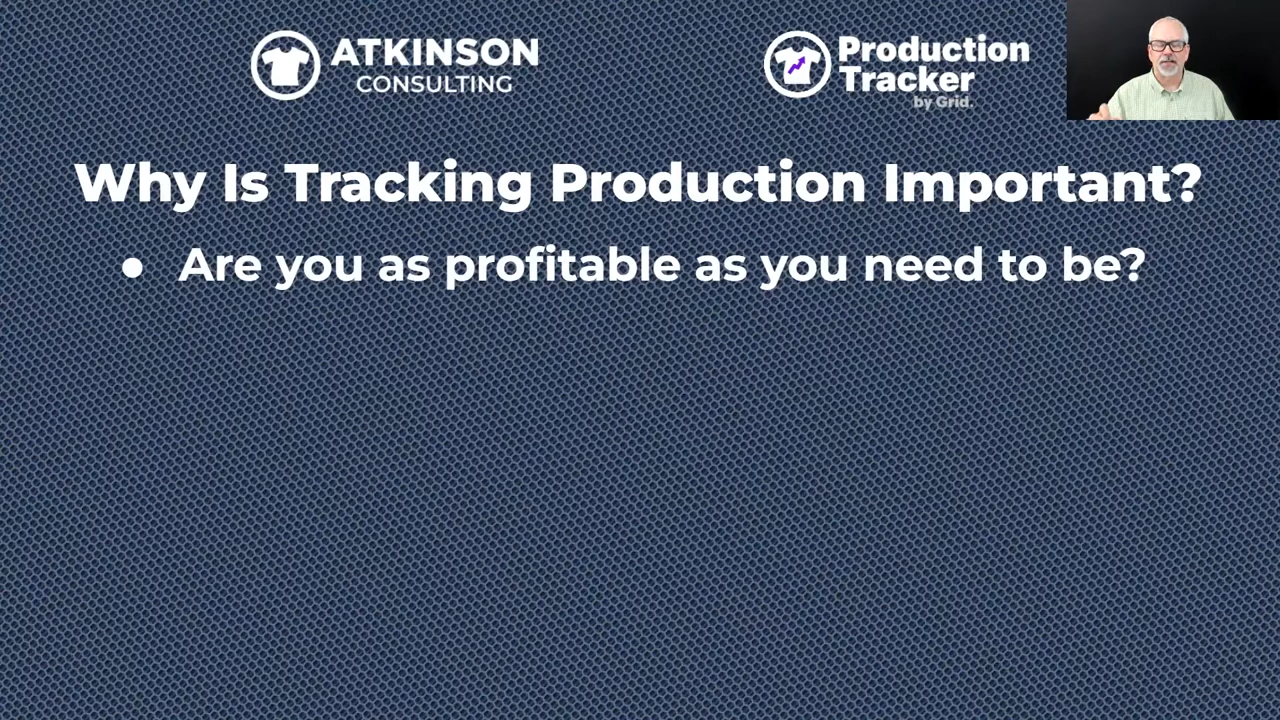 ATKINSON
CONSULTING
Production
Tracker
by Grid.
Why Is Tracking Production Important?
● Are you as profitable as you need to be?